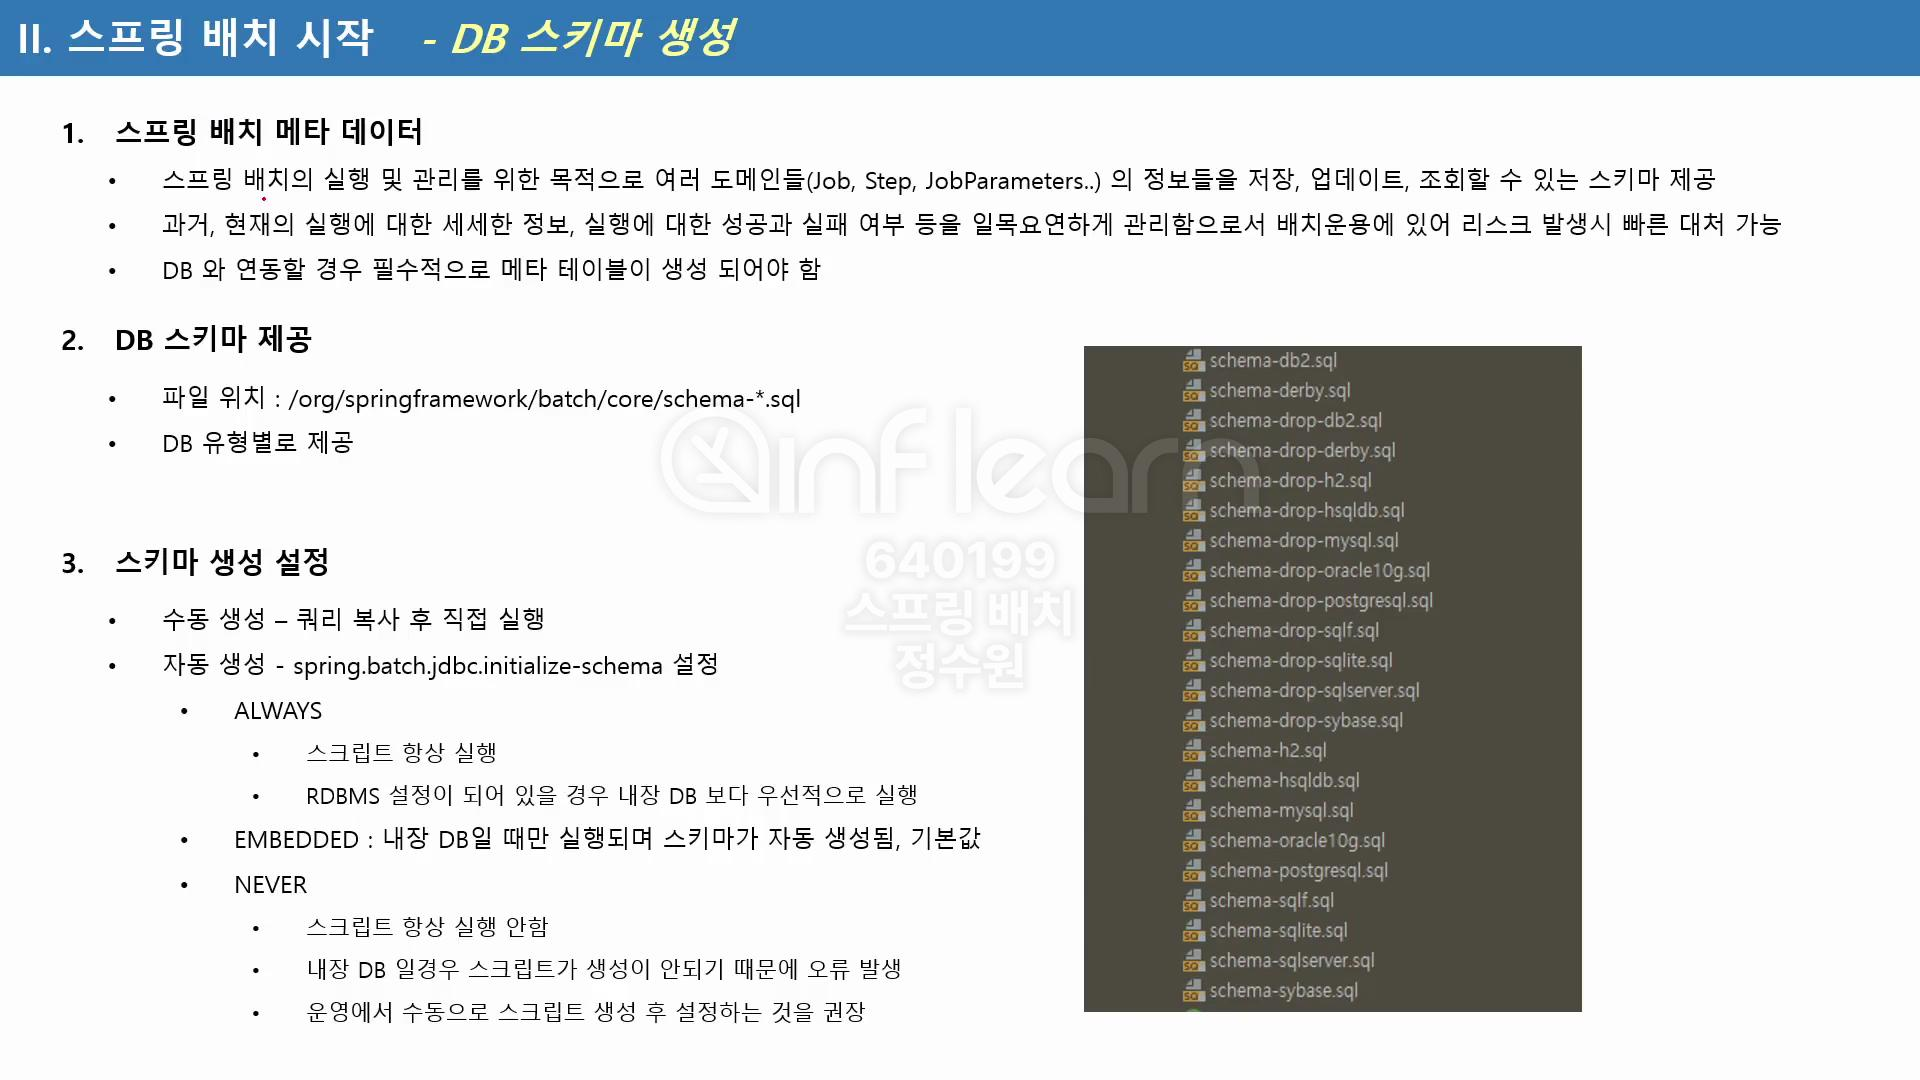 II. 스프링 배치 시작 - DB 스키마 생성
1. 스프링 배치 메타 데이터
• 스프링 배치의 실행 및 관리를 위한 목적으로 여러 도메인들(Job, Step, JobParameters..) 의 정보들을 저장, 업데이트, 조회할 수 있는 스키마 제공
• 과거, 현재의 실행에 대한 세세한 정보, 실행에 대한 성공과 실패 여부 등을 일목요연하게 관리함으로서 배치운용에 있어 리스크 발생시 빠른 대처 가능
• DB 와 연동할 경우 필수적으로 메타 테이블이 생성 되어야 함
2. DB 스키마 제공
• 파일 위치 : /org/springframework/batch/core/schema-*.sql
• DB 유형별로 제공
3. 스키마 생성 설정
• 수동 생성 – 쿼리 복사 후 직접 실행
• 자동 생성 - spring.batch.jdbc.initialize-schema 설정
• ALWAYS
• 스크립트 항상 실행
• RDBMS 설정이 되어 있을 경우 내장 DB 보다 우선적으로 실행
• EMBEDDED : 내장 DB일 때만 실행되며 스키마가 자동 생성됨, 기본값
• NEVER
• 스크립트 항상 실행 안함
• 내장 DB 일경우 스크립트가 생성이 안되기 때문에 오류 발생
• 운영에서 수동으로 스크립트 생성 후 설정하는 것을 권장
schema-db2.sql
schema-derby.sql
schema-drop-db2.sql
schema-drop-derby.sql
schema-drop-h2.sql
schema-drop-hsqldb.sql
schema-drop-mysql.sql
schema-drop-oracle10g.sql
schema-drop-postgresql.sql
schema-drop-sqlf.sql
schema-drop-sqlite.sql
schema-drop-sqlserver.sql
schema-drop-sybase.sql
schema-h2.sql
schema-hsqldb.sql
schema-mysql.sql
schema-oracle10g.sql
schema-postgresql.sql
schema-sqlf.sql
schema-sqlite.sql
schema-sqlserver.sql
schema-sybase.sql
inflearn
640199
스프링 배치
정수원